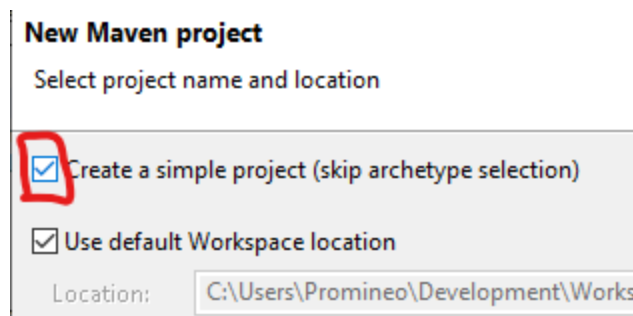 New Maven project
Select project name and location
Create a simple project (skip archetype selection)
Use default Workspace location
Location: C:\Users\Promineo\Development\Works